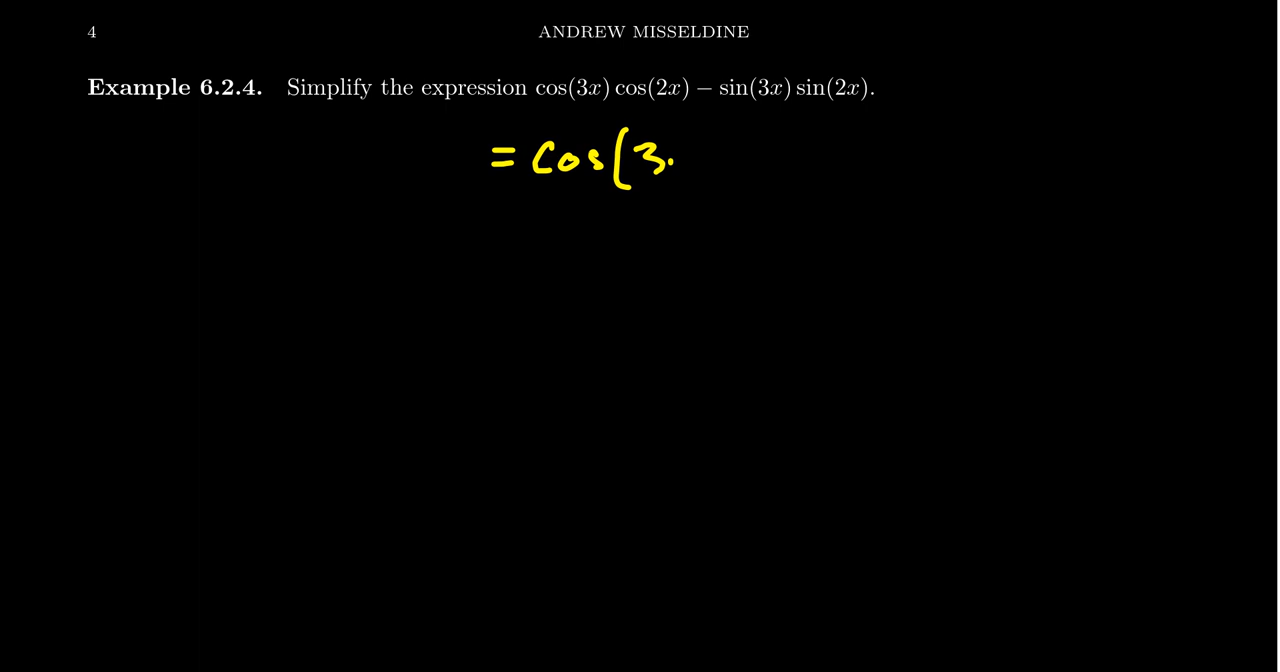 4
ANDREW MISSELDINE
Example 6.2.4. Simplify the expression cos(3x) cos(2x) − sin(3x) sin(2x).
= cos(3